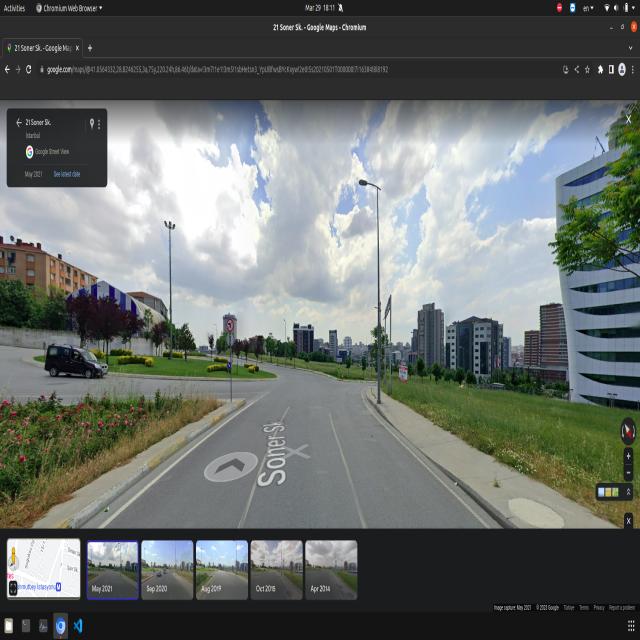 Activities
Chromium Web Browser
Mar 29 18:11
en
21 Soner Sk. - Google Maps - Chromium
21 Soner Sk. - Google Map
21 Soner Sk.
İstanbul
Google Street View
May 2021
See latest date
Soner Sk.
May 2021
Sep 2020
Aug 2019
Oct 2015
Apr 2014
Image capture: May 2021
© 2023 Google
Türkiye
Terms
Privacy
Report a problem